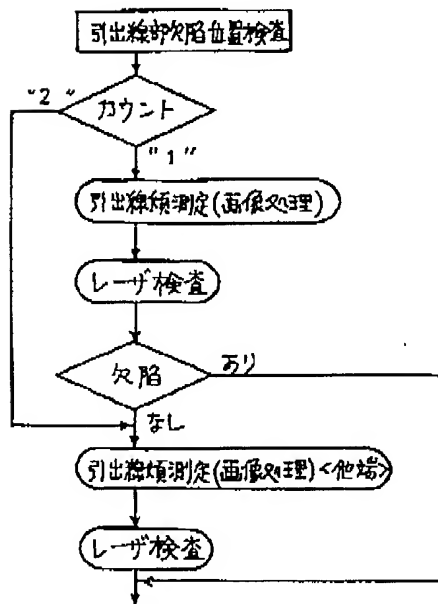 引出線部欠陥位置検査
"2"
カウント
"1"
引出線傾測定(画像処理)
レーザ検査
欠陥
あり
なし
引出線傾測定(画像処理)<他端>
レーザ検査